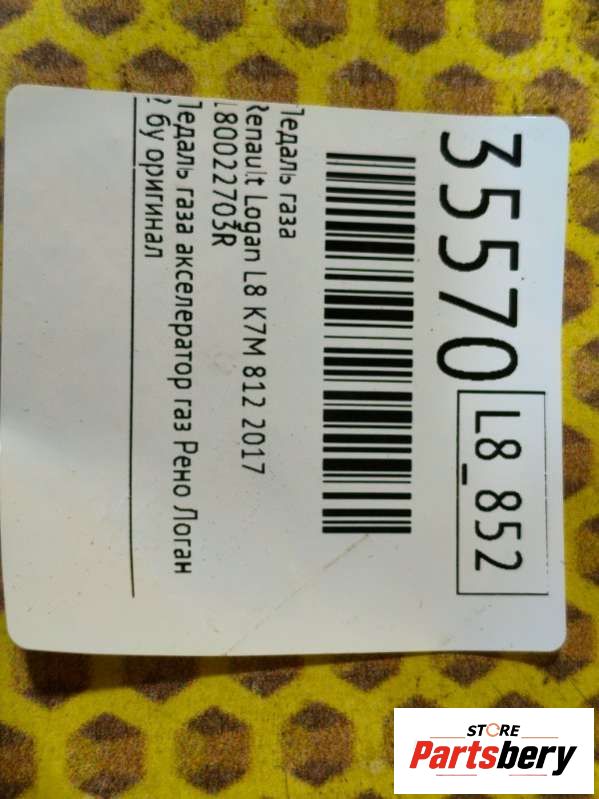 35570
L8_852
Педаль газа
Renault Logan L8 K7M 812 2017
L80022703R
Педаль газа акселератор газ Рено Логан
2 бу оригинал
STORE
Partsbery